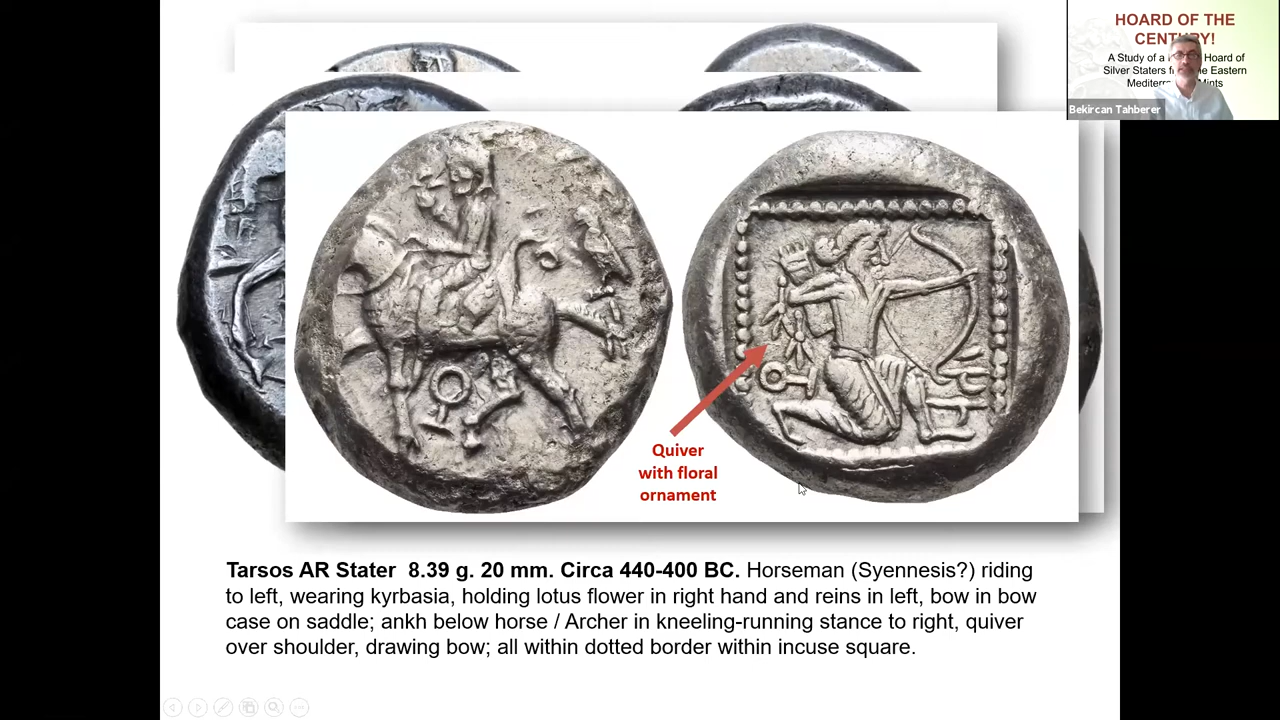 HOARD OF THE
CENTURY!
A Study of a Hoard of
Silver Staters Eastern
Mints
Bekircan Tahberer
Quiver
with floral
ornament
Tarsos AR Stater 8.39 g. 20 mm. Circa 440-400 BC. Horseman (Syennesis?) riding
to left, wearing kyrbasia, holding lotus flower in right hand and reins in left, bow in bow
case on saddle; ankh below horse / Archer in kneeling-running stance to right, quiver
over shoulder, drawing bow; all within dotted border within incuse square.